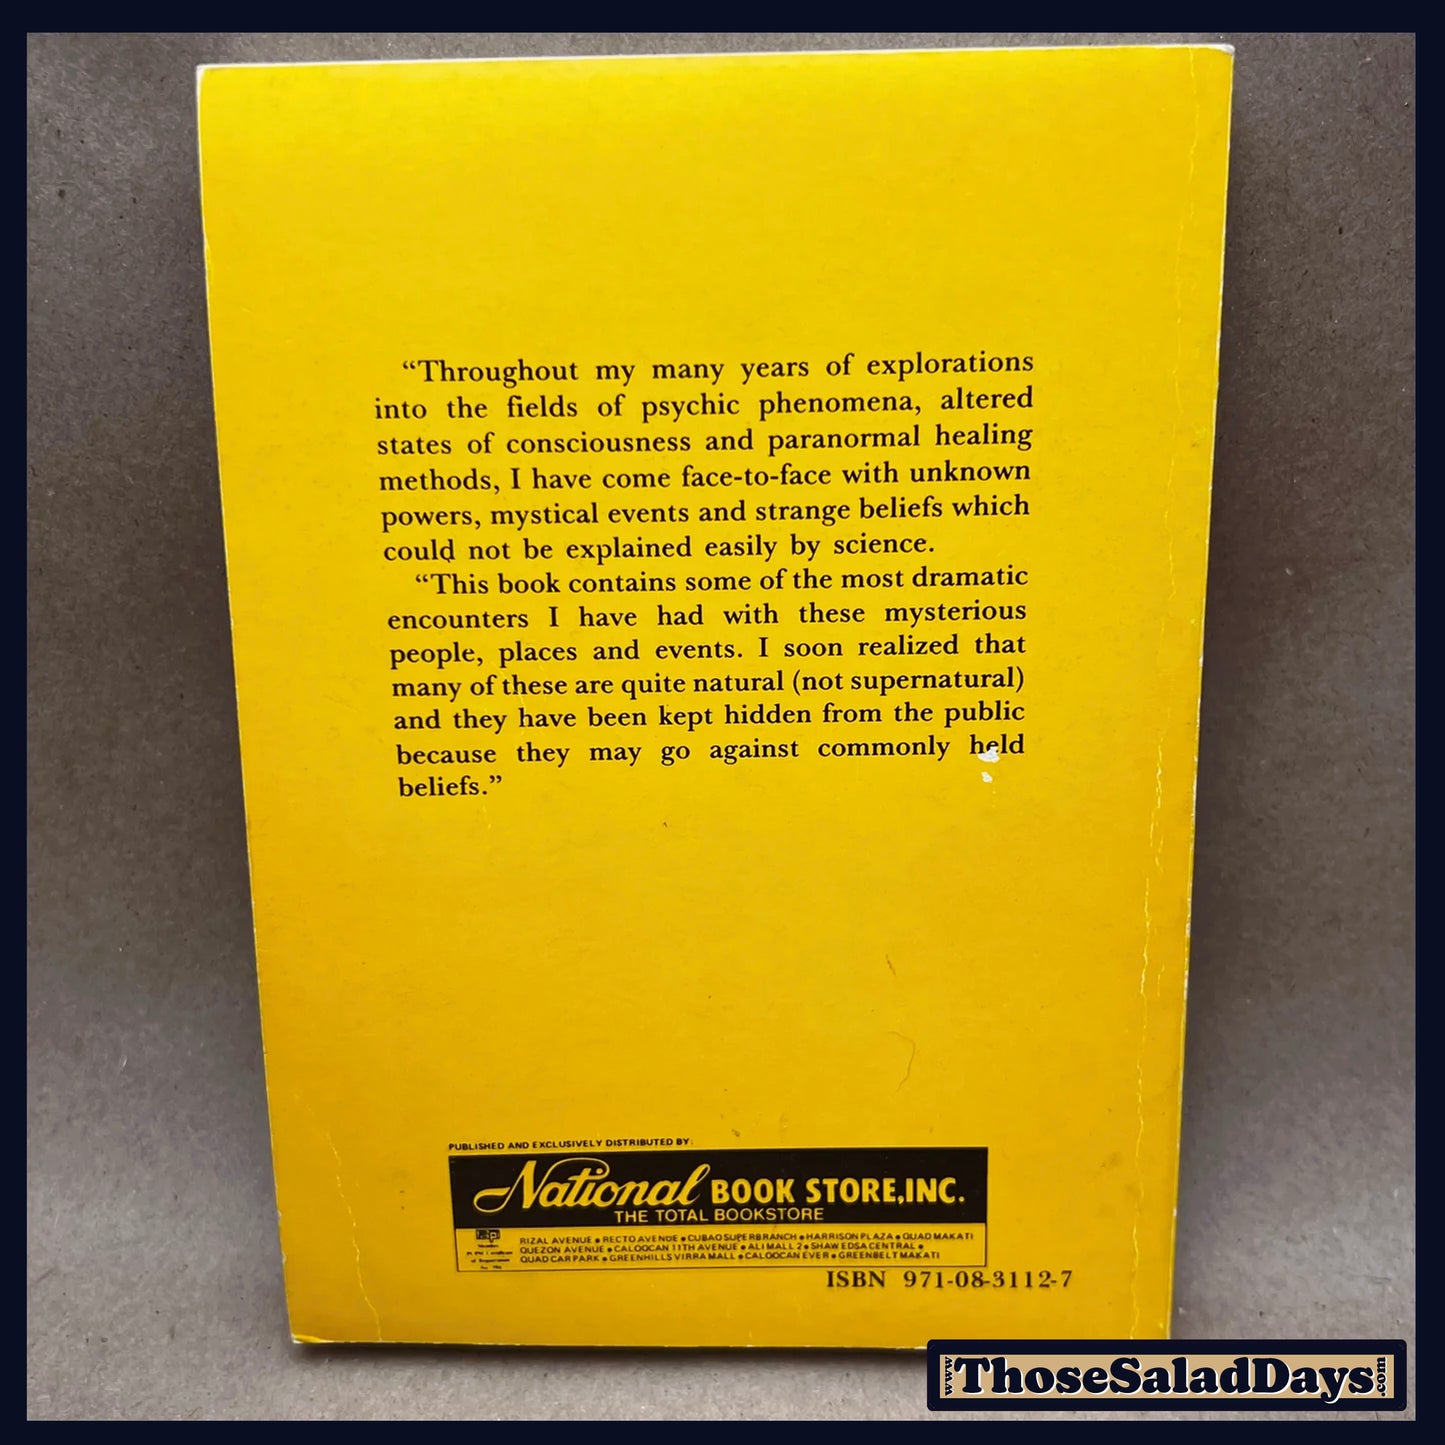 “Throughout my many years of explorations
into the fields of psychic phenomena, altered
states of consciousness and paranormal healing
methods, I have come face-to-face with unknown
powers, mystical events and strange beliefs which
could not be explained easily by science.
“This book contains some of the most dramatic
encounters I have had with these mysterious
people, places and events. I soon realized that
many of these are quite natural (not supernatural)
and they have been kept hidden from the public
because they may go against commonly held
beliefs.”
PUBLISHED AND EXCLUSIVELY DISTRIBUTED BY:
National BOOK STORE, INC.
THE TOTAL BOOKSTORE
RIZAL AVENUE • RECTO AVENUE • CUBAO SUPERBRANCH • HARRISON PLAZA • QUAD MAKATI
QUEZON AVENUE • CALOOCAN 11TH AVENUE • ALI MALL 2 • SHAW EDSA CENTRAL •
QUAD CAR PARK • GREENHILLS VIRRA MALL • CALOOCAN EVER • GREENBELT MAKATI
ISBN 971-08-3112-7
www.ThoseSaladDays.com